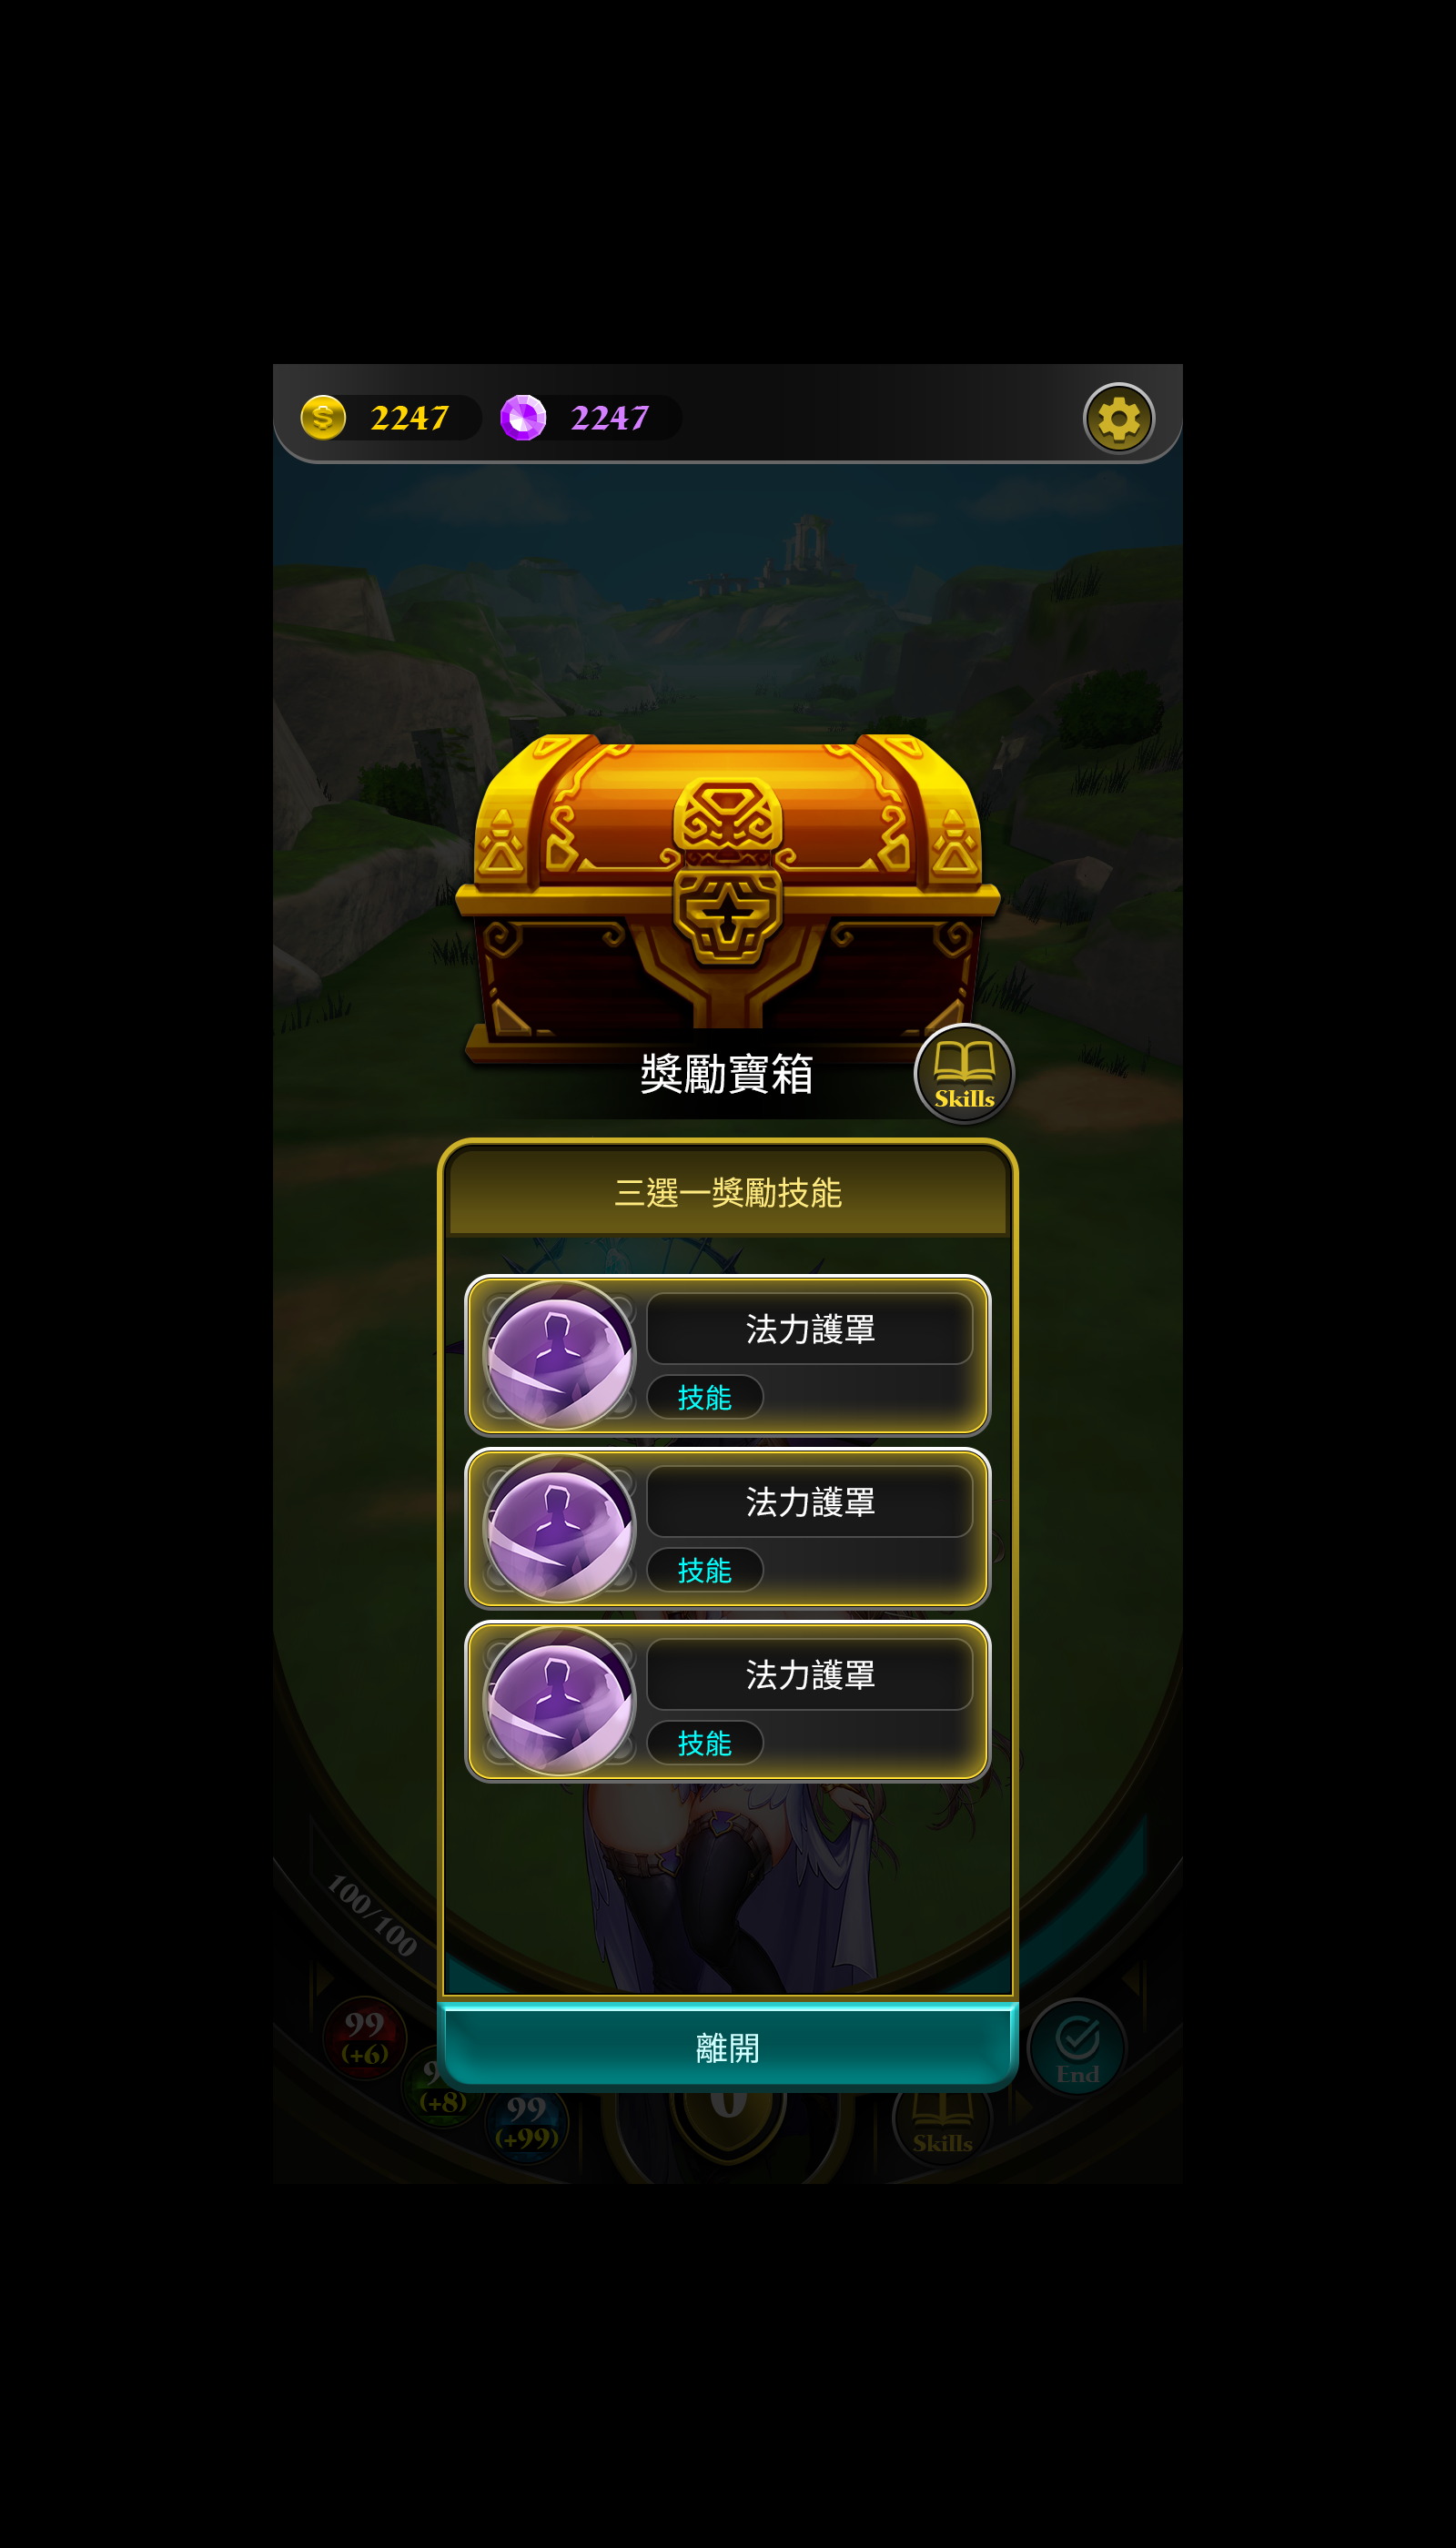 2247 2247
獎勵寶箱
Skills
三選一獎勵技能
法力護罩
技能
法力護罩
技能
法力護罩
技能
100/100
離開
99
(+6)
(+8)
99
(+99)
0
Skills
End